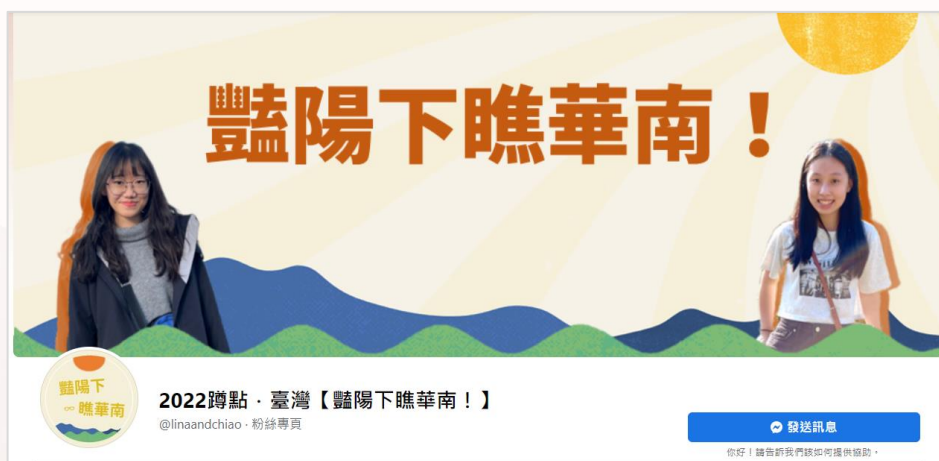 豔陽下瞧華南！
豔陽下
瞧華南
2022蹲點．臺灣【豔陽下瞧華南！】
@linaandchiao · 粉絲專頁
發送訊息
你好！請告訴我們該如何提供協助。